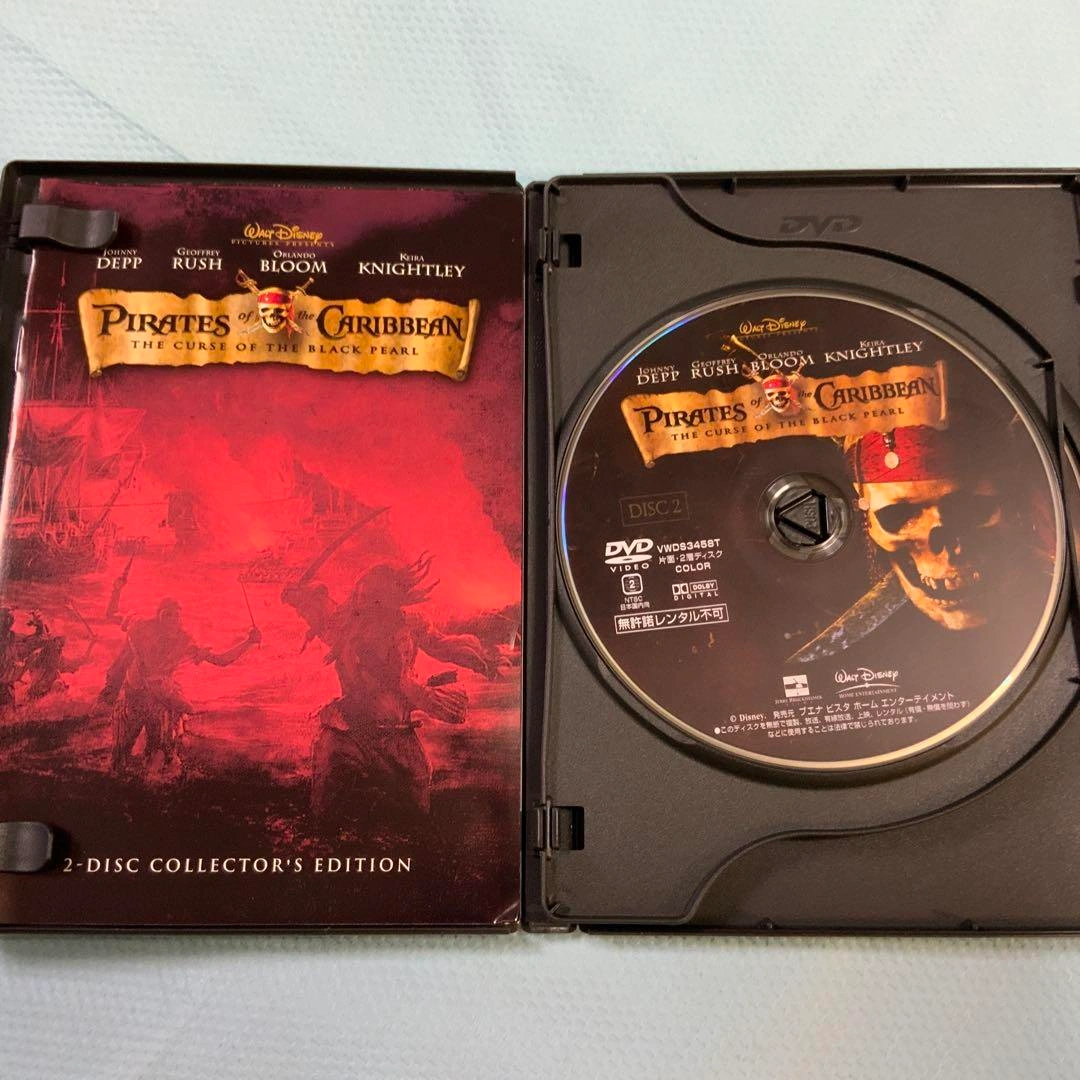 WALT DISNEY
PICTURES PRESENTS
JOHNNY DEPP
GEOFFREY RUSH
ORLANDO BLOOM
KEIRA KNIGHTLEY
PIRATES of the CARIBBEAN
THE CURSE OF THE BLACK PEARL
2-DISC COLLECTOR'S EDITION
DVD
WALT DISNEY
PICTURES PRESENTS
JOHNNY DEPP
GEOFFREY RUSH
ORLANDO BLOOM
KEIRA KNIGHTLEY
PIRATES of the CARIBBEAN
THE CURSE OF THE BLACK PEARL
DISC 2
DVD
VIDEO
VWDS3458T
片面・2層ディスク
COLOR
2
NTSC
日本国内向
DOLBY
DIGITAL
無許諾レンタル不可
JERRY BRUCKHEIMER
WALT DISNEY
HOME ENTERTAINMENT
© Disney. 発売元 ブエナ ビスタ ホーム エンターテイメント
●このディスクを無断で複製、放送、有線放送、上映、レンタル(有償・無償を問わず)
などに使用することは法律で禁じられております。